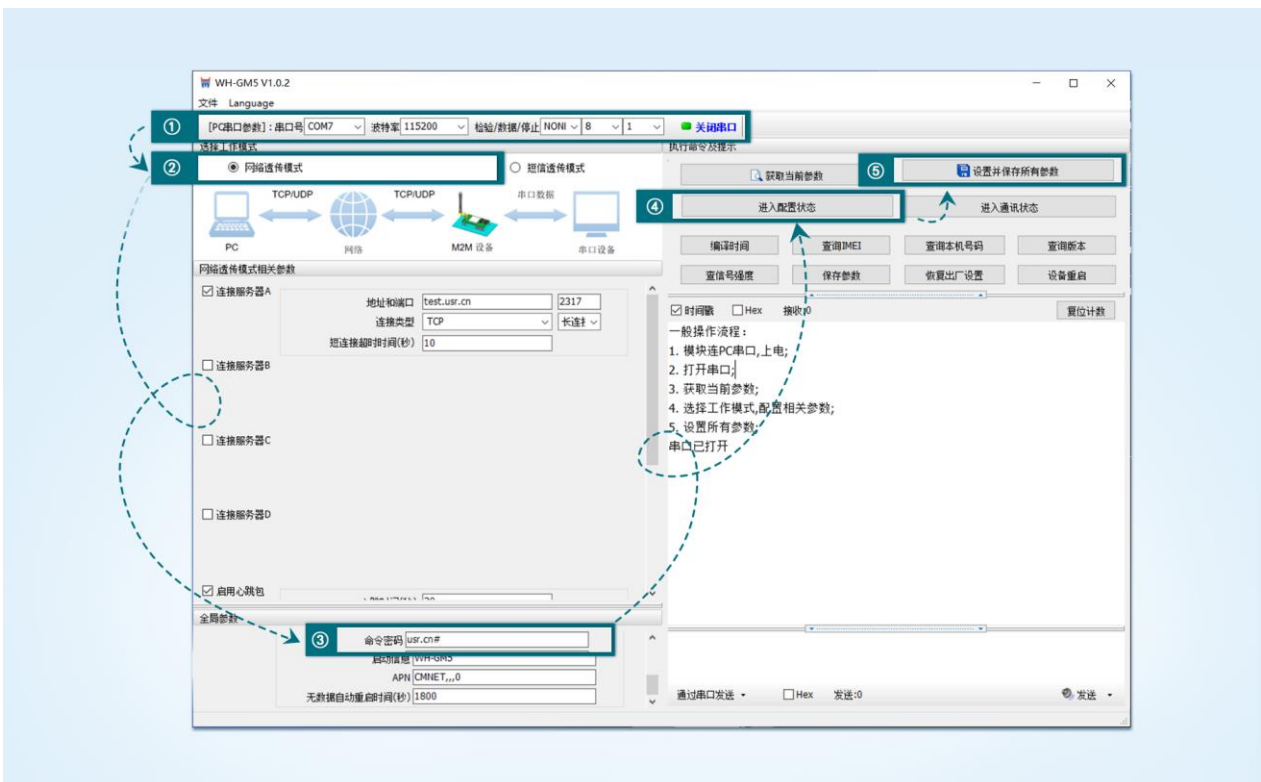 WH-GM5 V1.0.2
文件 Language
① [PC串口参数]：串口号 COM7 波特率 115200 检验/数据/停止 NONI 8 1 关闭串口
选择工作模式
② 网络透传模式
短信透传模式
TCP/UDP TCP/UDP 串口数据
PC 网络 M2M 设备 串口设备
网络透传模式相关参数
连接服务器A
地址和端口 test.usr.cn 2317
连接类型 TCP
短连接超时时间(秒) 10
连接服务器B
连接服务器C
连接服务器D
启用心跳包
全局参数
③ 命令密码 usr.cn#
启动信息 WH-GM5
APN CMNET,,,0
无数据自动重启时间(秒) 1800
执行命令及提示
获取当前参数
⑤ 设置并保存所有参数
④ 进入配置状态
进入通讯状态
编译时间 查询IMEI 查询本机号码 查询版本
查信号强度 保存参数 恢复出厂设置 设备重启
时间戳 Hex 接收:0 复位计数
一般操作流程：
1. 模块连PC串口,上电;
2. 打开串口;
3. 获取当前参数;
4. 选择工作模式,配置相关参数;
5. 设置所有参数;
串口已打开
通过串口发送 Hex 发送:0 发送